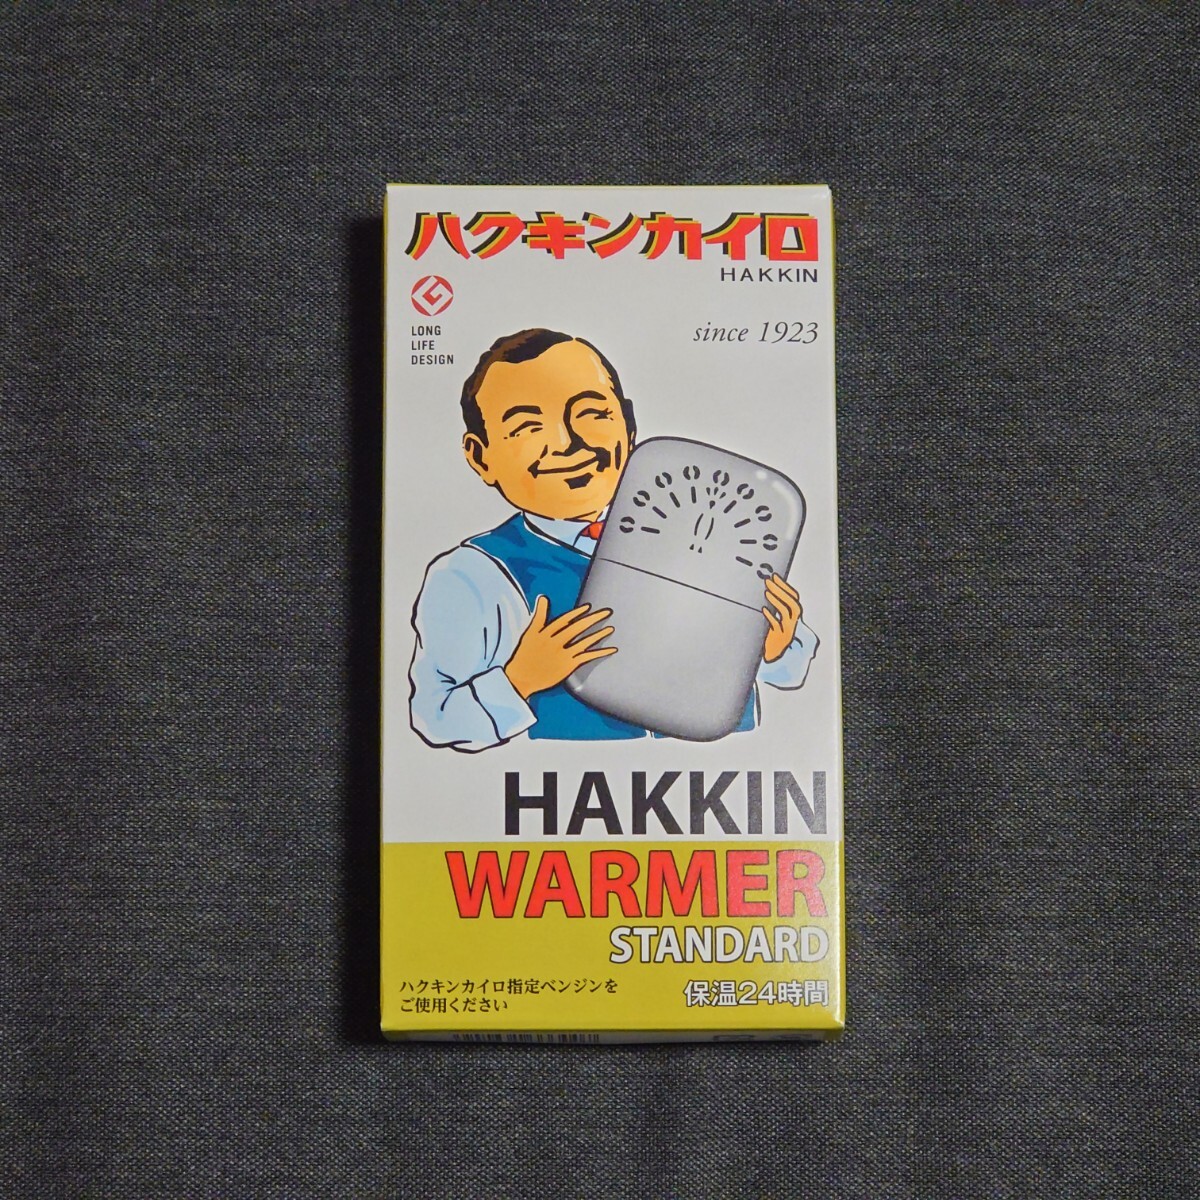 ハクキンカイロ
HAKKIN
LONG
LIFE
DESIGN
since 1923
HAKKIN
WARMER
STANDARD
ハクキンカイロ指定ベンジンを
ご使用ください
保温24時間